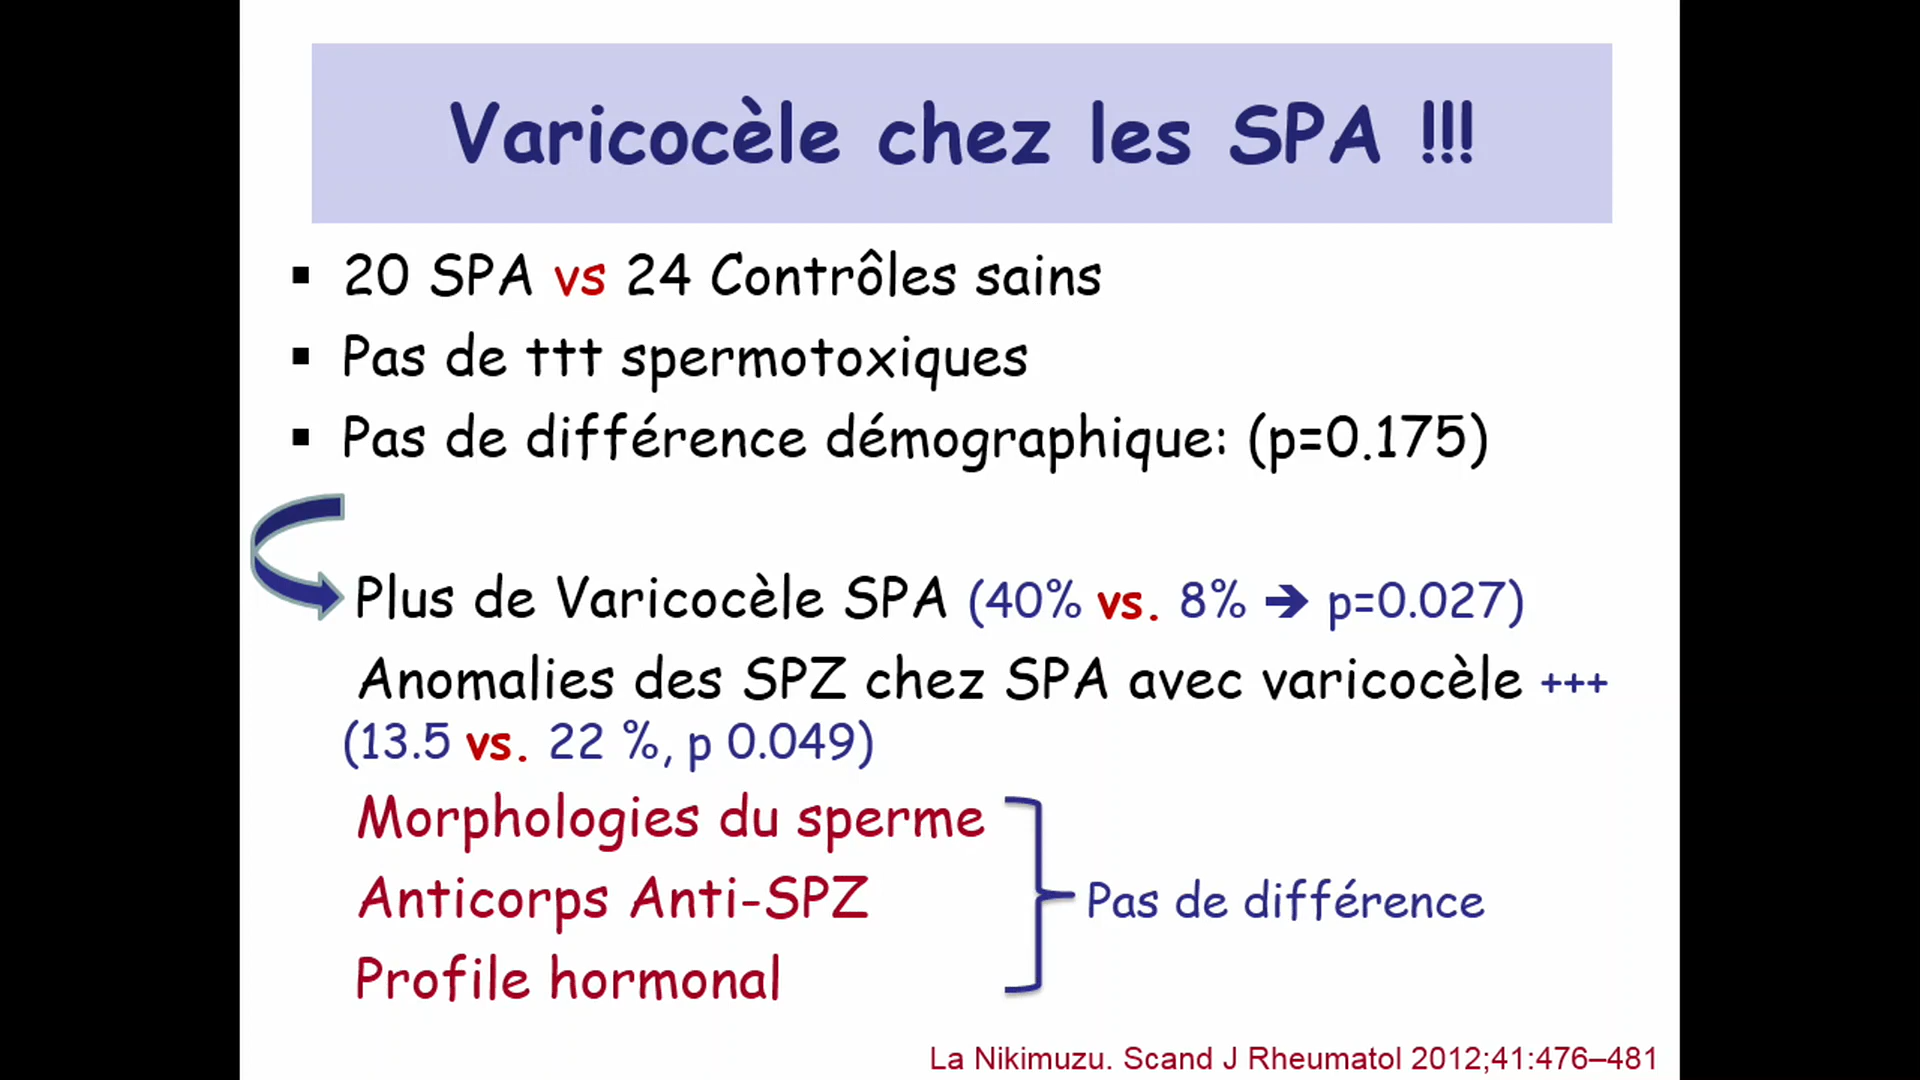 Varicocèle chez les SPA !!!
▪ 20 SPA vs 24 Contrôles sains
▪ Pas de ttt spermotoxiques
▪ Pas de différence démographique: (p=0.175)
Plus de Varicocèle SPA (40% vs. 8% ➔ p=0.027)
Anomalies des SPZ chez SPA avec varicocèle +++
(13.5 vs. 22 %, p 0.049)
Morphologies du sperme
Anticorps Anti-SPZ
Pas de différence
Profile hormonal
La Nikimuzu. Scand J Rheumatol 2012;41:476–481